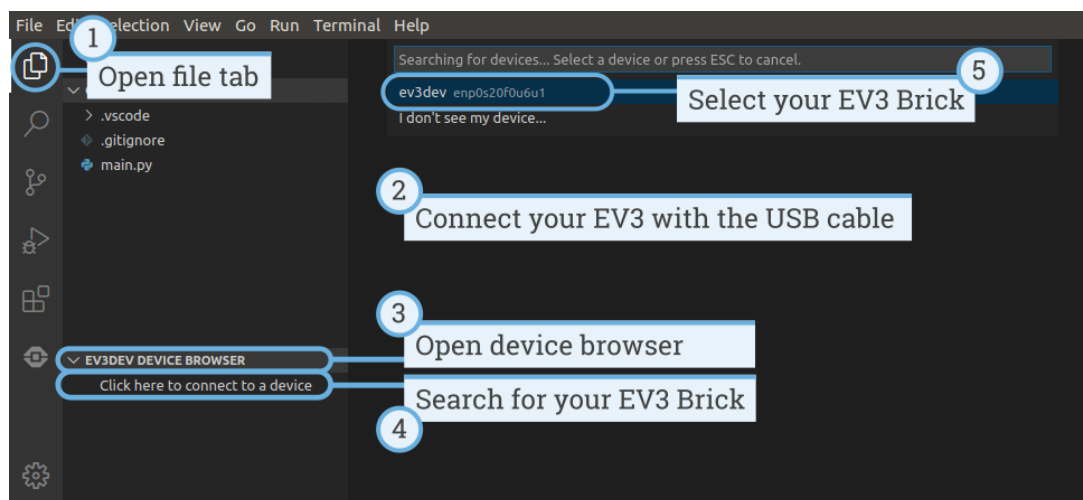 File Edit Selection View Go Run Terminal Help
1
Open file tab
Searching for devices... Select a device or press ESC to cancel.
5
ev3dev enp0s20f0u6u1
Select your EV3 Brick
I don't see my device...
> .vscode
.gitignore
main.py
2
Connect your EV3 with the USB cable
3
Open device browser
EV3DEV DEVICE BROWSER
Click here to connect to a device
Search for your EV3 Brick
4